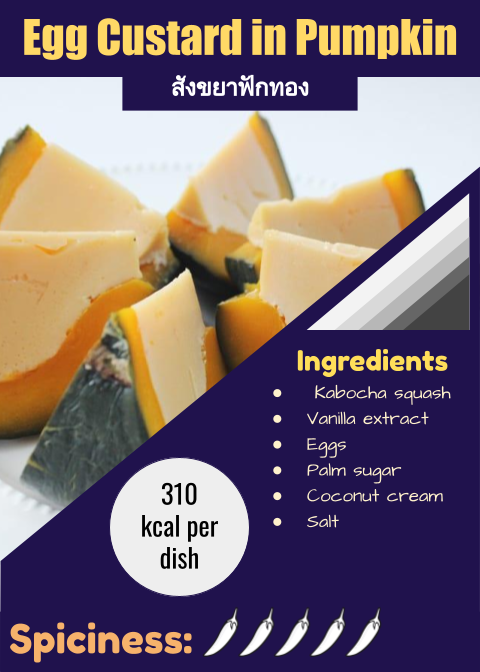 Egg Custard in Pumpkin
สังขยาฟักทอง
Ingredients
Kabocha squash
Vanilla extract
Eggs
Palm sugar
Coconut cream
Salt
310
kcal per
dish
Spiciness: